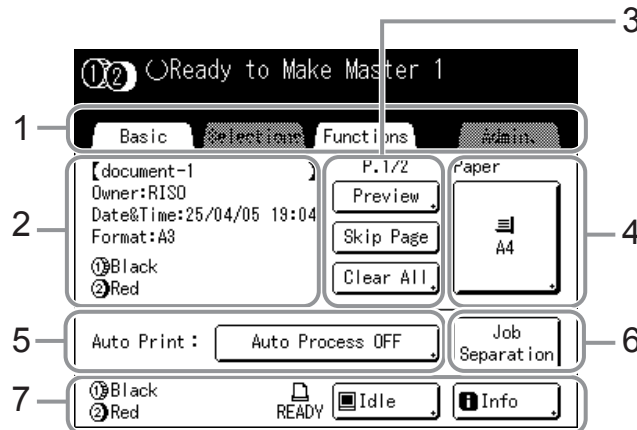 3
①② Ready to Make Master 1
1
Basic Selections Functions Admin.
2
【document-1 】
Owner:RISO
Date&Time:25/04/05 19:04
Format:A3
①Black
②Red
P.1/2
Preview
Skip Page
Clear All
Paper
A4
4
5
Auto Print: Auto Process OFF
Job
Separation
6
7
①Black
②Red
READY
Idle
Info